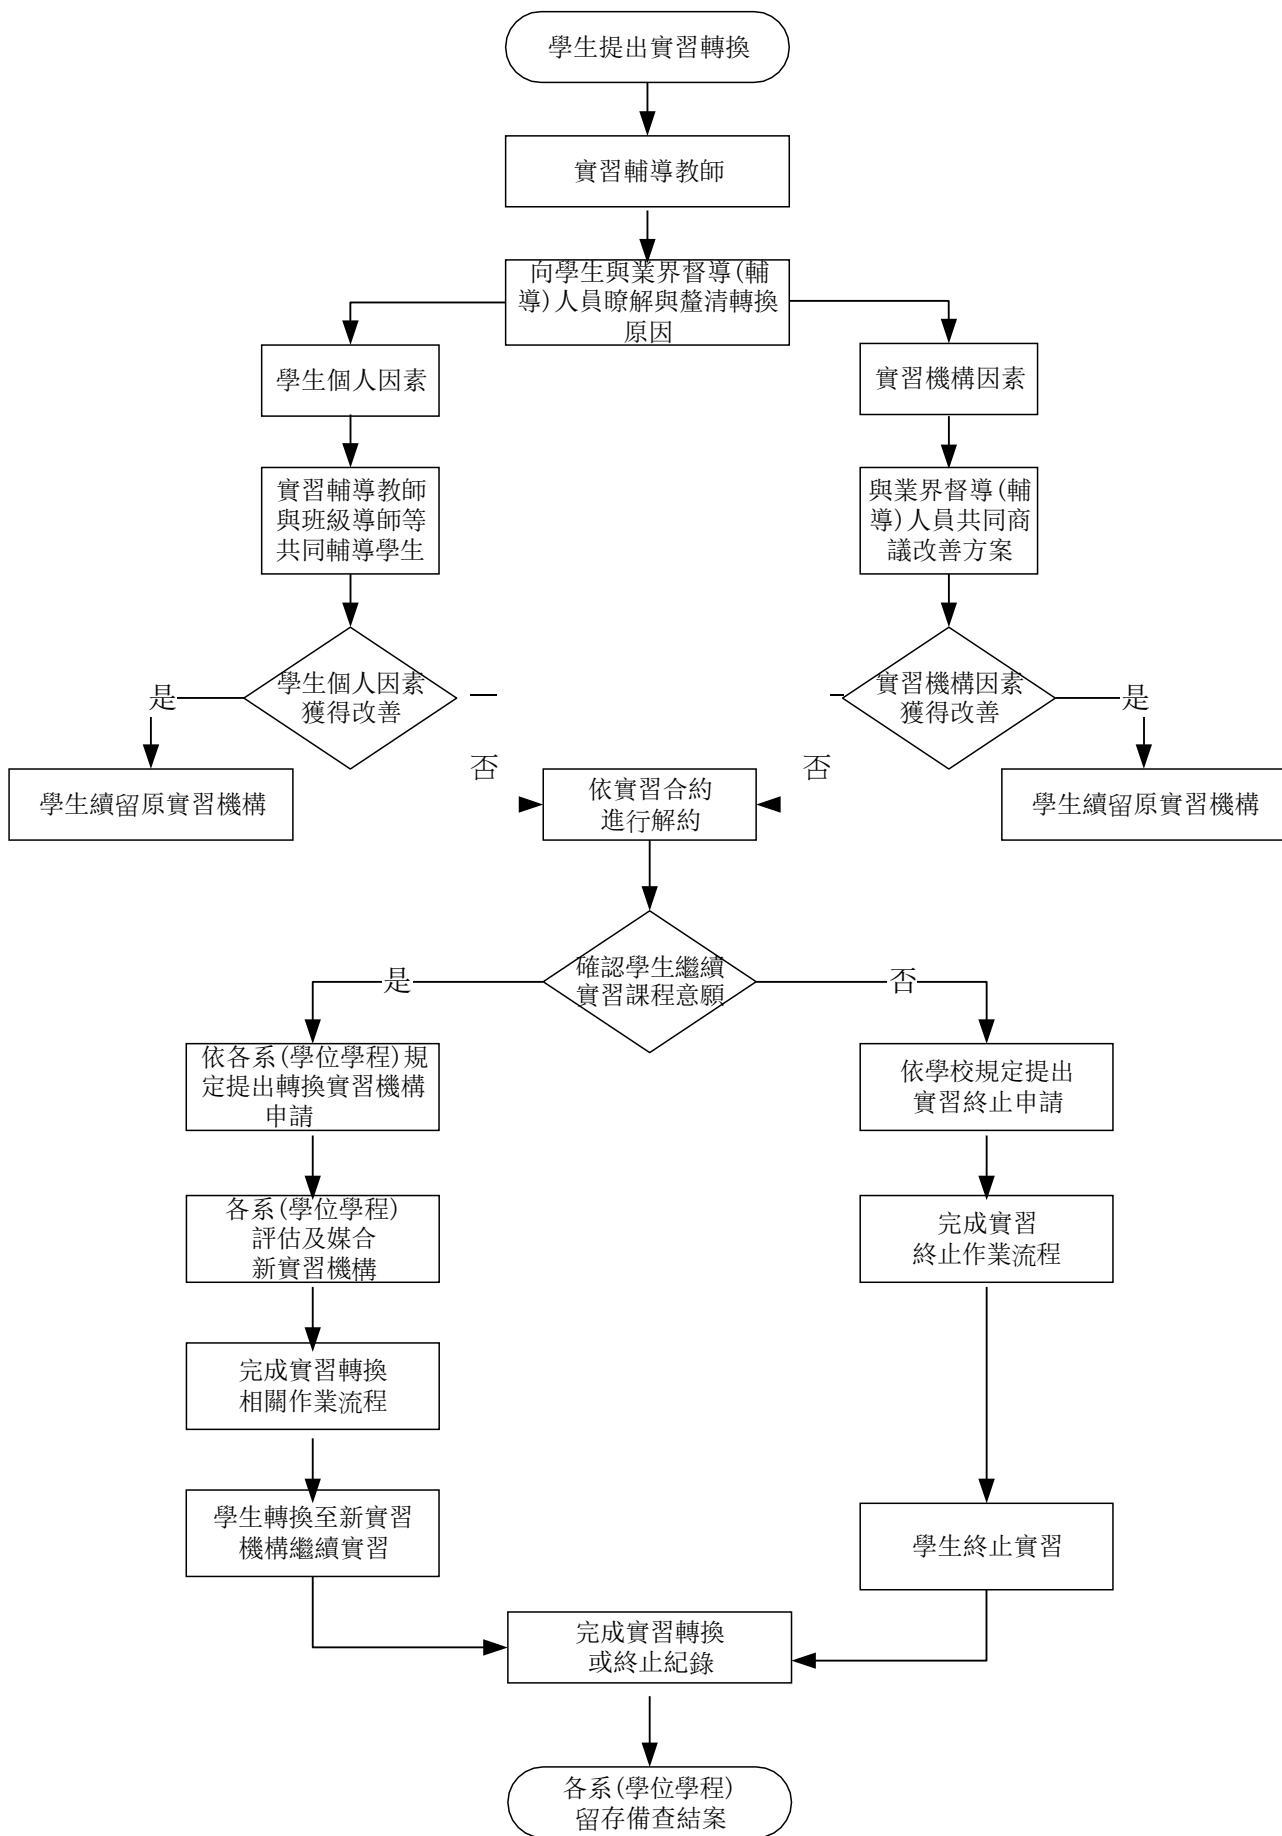 學生提出實習轉換
實習輔導教師
向學生與業界督導(輔
導)人員瞭解與釐清轉換
原因
學生個人因素
實習機構因素
實習輔導教師
與班級導師等
共同輔導學生
與業界督導(輔
導)人員共同商
議改善方案
學生個人因素
獲得改善
實習機構因素
獲得改善
是
是
否
否
學生續留原實習機構
依實習合約
進行解約
學生續留原實習機構
確認學生繼續
實習課程意願
是
否
依各系(學位學程)規
定提出轉換實習機構
申請
依學校規定提出
實習終止申請
各系(學位學程)
評估及媒合
新實習機構
完成實習
終止作業流程
完成實習轉換
相關作業流程
學生轉換至新實習
機構繼續實習
學生終止實習
完成實習轉換
或終止紀錄
各系(學位學程)
留存備查結案